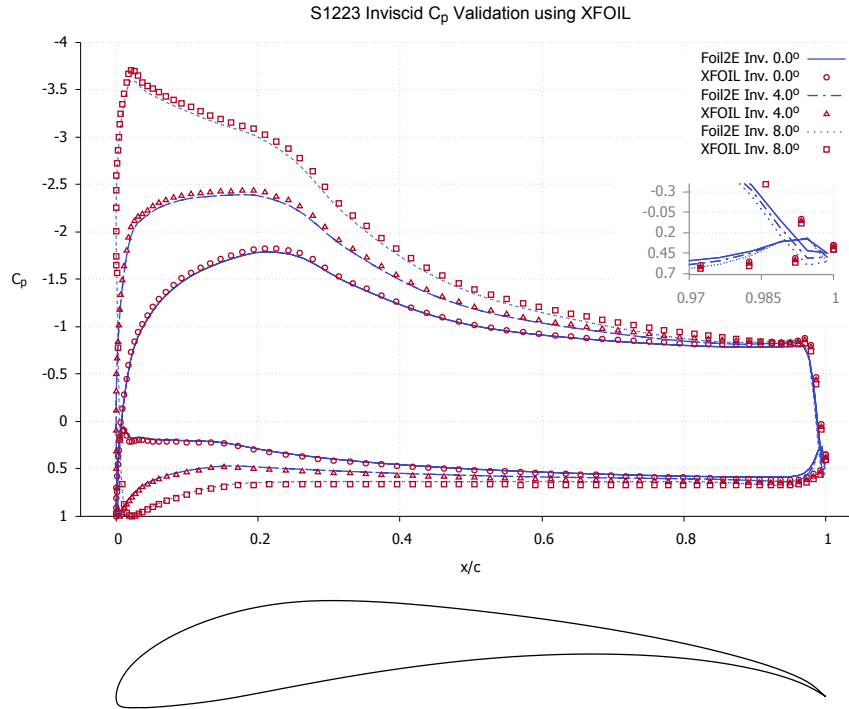 S1223 Inviscid Cp Validation using XFOIL
-4
-3.5
-3
-2.5
-2
-1.5
-1
-0.5
0
0.5
1
Cp
0
0.2
0.4
0.6
0.8
1
x/c
Foil2E Inv. 0.0º
XFOIL Inv. 0.0º
Foil2E Inv. 4.0º
XFOIL Inv. 4.0º
Foil2E Inv. 8.0º
XFOIL Inv. 8.0º
-0.3
-0.05
0.2
0.45
0.7
0.97
0.985
1